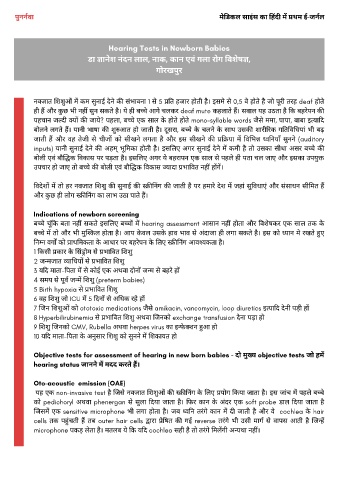 पुनर्नवा
मेडिकल साइंस का हिंदी में प्रथम ई-जर्नल
Hearing Tests in Newborn Babies
डा ज्ञानेश नंदन लाल, नाक, कान एवं गला रोग विशेषज्ञ,
गोरखपुर
नवजात शिशुओं में कम सुनाई देने की संभावना 1 से 5 प्रति हजार होती है। इसमें से 0.5 वे होते है जो पूरी तरह deaf होते
ही हैं और कुछ भी नहीं सुन सकते है। ये ही बच्चे आगे चलकर deaf mute कहलाते हैं। सवाल यह उठता है कि बहरेपन की
पहचान जल्दी क्यों की जाये? पहला, बच्चे एक साल के होते होते mono-syllable words जैसे ममा, पापा, बाबा इत्यादि
बोलने लगते हैं। यानी भाषा की शुरूआत हो जाती है। दूसरा, बच्चे के चलने के साथ उसकी शारीरिक गतिविधियां भी बढ़
जाती हैं और वह तेजी से चीजों को सीखने लगता है और इस सीखने की प्रक्रिया में विभिन्न ध्वनियाँ सुनने (auditory
inputs) यानी सुनाई देने की अहम् भूमिका होती है। इसलिए अगर सुनाई देने में कमी है तो उसका सीधा असर बच्चे की
बोली एवं बौद्धिक विकास पर पड़ता है। इसलिए अगर ये बहरापन एक साल से पहले ही पता चल जाए और इसका उपयुक्त
उपचार हो जाए तो बच्चे की बोली एवं बौद्धिक विकास ज्यादा प्रभावित नहीं होगें।
विदेशों में तो हर नवजात शिशु की सुनाई की स्क्रीनिंग की जाती है पर हमारे देश में जहां सुविधाएं और संसाधन सीमित हैं
और कुछ ही लोग स्क्रीनिंग का लाभ उठा पाते हैं।
Indications of newborn screening
बच्चे चूंकि बता नहीं सकते इसलिए बच्चों में hearing assessment आसान नहीं होता और विशेषकर एक साल तक के
बच्चे में तो और भी मुश्किल होता है। आप केवल उसके हाव भाव से अंदाजा ही लगा सकते है। इस को ध्यान में रखते हुए
निम्न वर्गों को प्राथमिकता के आधार पर बहरेपन के लिए स्क्रीनिंग आवश्यकता है।
1 किसी प्रकार के सिंड्रोम से प्रभावित शिशु
2 जन्मजात व्याधियों से प्रभावित शिशु
3 यदि माता-पिता में से कोई एक अथवा दोनों जन्म से बहरे हों
4 समय से पूर्व जन्में शिशु (preterm babies)
5 Birth hypoxia से प्रभावित शिशु
6 वह शिशु जो ICU में 5 दिनों से अधिक रहे हों
7 जिन शिशुओं को ototoxic medications जैसे amikacin, vancomycin, loop diuretics इत्यादि देनी पड़ी हों
8 Hyperbilirubinemia से प्रभावित शिशु अथवा जिनको exchange transfusion देना पड़ा हो
9 शिशु जिनको CMV, Rubella अथवा herpes virus का इन्फेक्शन हुआ हो
10 यदि माता-पिता के अनुसार शिशु को सुनने में शिकायत हो
Objective tests for assessment of hearing in new born babies - दो मुख्य objective tests जो हमें
hearing status जानने में मदद करते हैं।
Oto-acoustic emission (OAE)
यह एक non-invasive test है जिसे नवजात शिशुओं की स्क्रीनिंग के लिए प्रयोग किया जाता है। इस जांच में पहले बच्चे
को pedichoryl अथवा phenergan से सुला दिया जाता है। फिर कान के अंदर एक soft probe डाल दिया जाता है
जिसमें एक sensitive microphone भी लगा होता है। जब ध्वनि तरंगे कान में दी जाती है और वे cochlea के hair
cells तक पहुंचती हैं तब outer hair cells द्वारा प्रेषित की गई reverse तरंगे भी उसी मार्ग से वापस आती है जिन्हें
microphone पकड़ लेता है। मतलब ये कि यदि cochlea सही है तो तरंगे मिलेंगी अन्यथा नहीं।